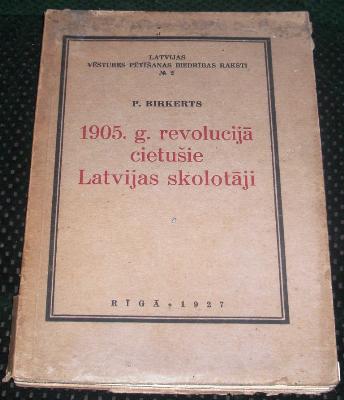 LATVIJAS
VĒSTURES PĒTĪŠANAS BIEDRĪBAS RAKSTI
№ 2
P. BIRKERTS
1905. g. revolucijā
cietušie
Latvijas skolotāji
RĪGĀ - 1927